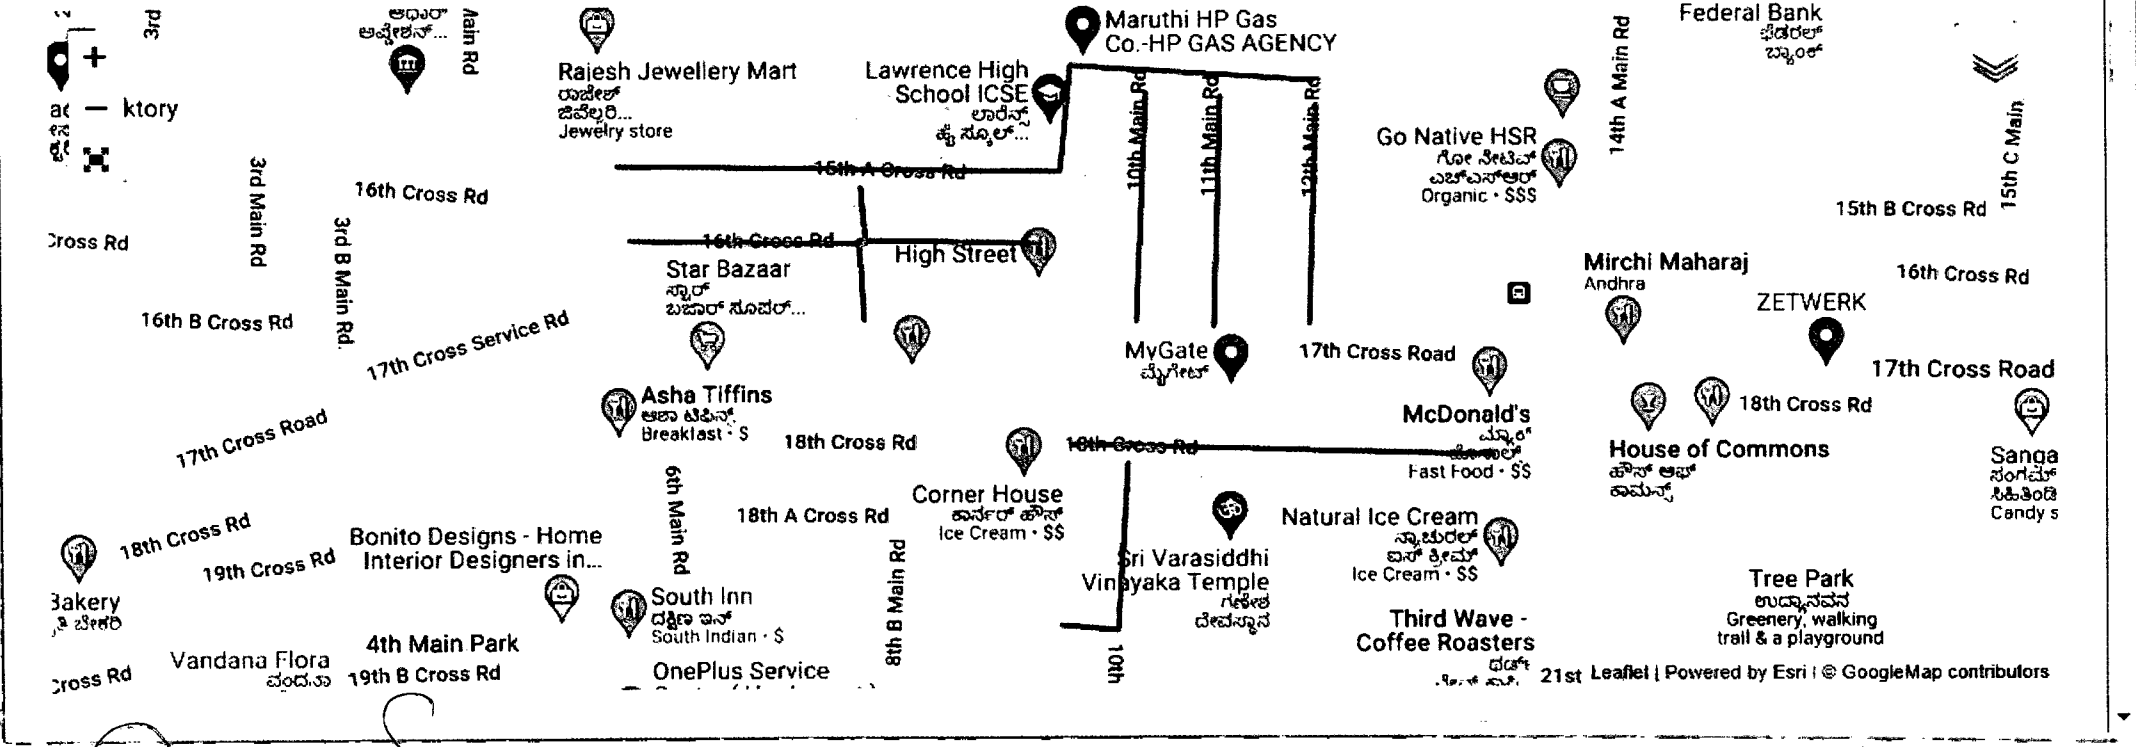 3rd
ಆಧಾರ್
ಅಪ್ಡೇಶನ್...
Main Rd
Maruthi HP Gas
Co.-HP GAS AGENCY
Federal Bank
ಫೆಡರಲ್
ಬ್ಯಾಂಕ್
14th A Main Rd
Rajesh Jewellery Mart
ರಾಜೇಶ್
ಜಿವೆಲ್ಲರಿ...
Jewelry store
Lawrence High
School ICSE
ಲಾರೆನ್ಸ್
ಹೈ ಸ್ಕೂಲ್...
+
−
ktory
10th Main Rd
11th Main Rd
12th Main Rd
Go Native HSR
ಗೋ ನೇಟಿವ್
ಎಚ್ಎಸ್ಆರ್
Organic · $$$
15th C Main
15th B Cross Rd
3rd Main Rd
16th Cross Rd
15th A Cross Rd
Cross Rd
3rd B Main Rd.
16th Cross Rd
High Street
Star Bazaar
ಸ್ಟಾರ್
ಬಜಾರ್ ಸೂಪರ್...
Mirchi Maharaj
Andhra
16th Cross Rd
ZETWERK
16th B Cross Rd
17th Cross Service Rd
MyGate
ಮೈಗೇಟ್
17th Cross Road
17th Cross Road
Asha Tiffins
ಆಶಾ ಟಿಫಿನ್ಸ್
Breakfast · $
McDonald's
Fast Food · $$
18th Cross Rd
17th Cross Road
18th Cross Rd
18th Cross Rd
House of Commons
ಹೌಸ್ ಆಫ್
ಕಾಮನ್ಸ್
Sanga
ಸಂಗಮ್
ಸಿಹಿತಿಂಡಿ
Candy s
6th Main Rd
Corner House
ಕಾರ್ನರ್ ಹೌಸ್
Ice Cream · $$
18th A Cross Rd
Natural Ice Cream
ನ್ಯಾಚುರಲ್
ಐಸ್ ಕ್ರೀಮ್
Ice Cream · $$
18th Cross Rd
19th Cross Rd
Bonito Designs - Home
Interior Designers in...
8th B Main Rd
Sri Varasiddhi
Vinayaka Temple
ಗಣೇಶ
ದೇವಸ್ಥಾನ
Tree Park
ಉದ್ಯಾನವನ
Greenery, walking
trail & a playground
Bakery
ಬೇಕರಿ
South Inn
ದಕ್ಷಿಣ ಇನ್
South Indian · $
Third Wave -
Coffee Roasters
ಥರ್ಡ್
4th Main Park
Vandana Flora
ವಂದನಾ
Cross Rd
19th B Cross Rd
OnePlus Service
10th
21st
Leaflet | Powered by Esri | © GoogleMap contributors